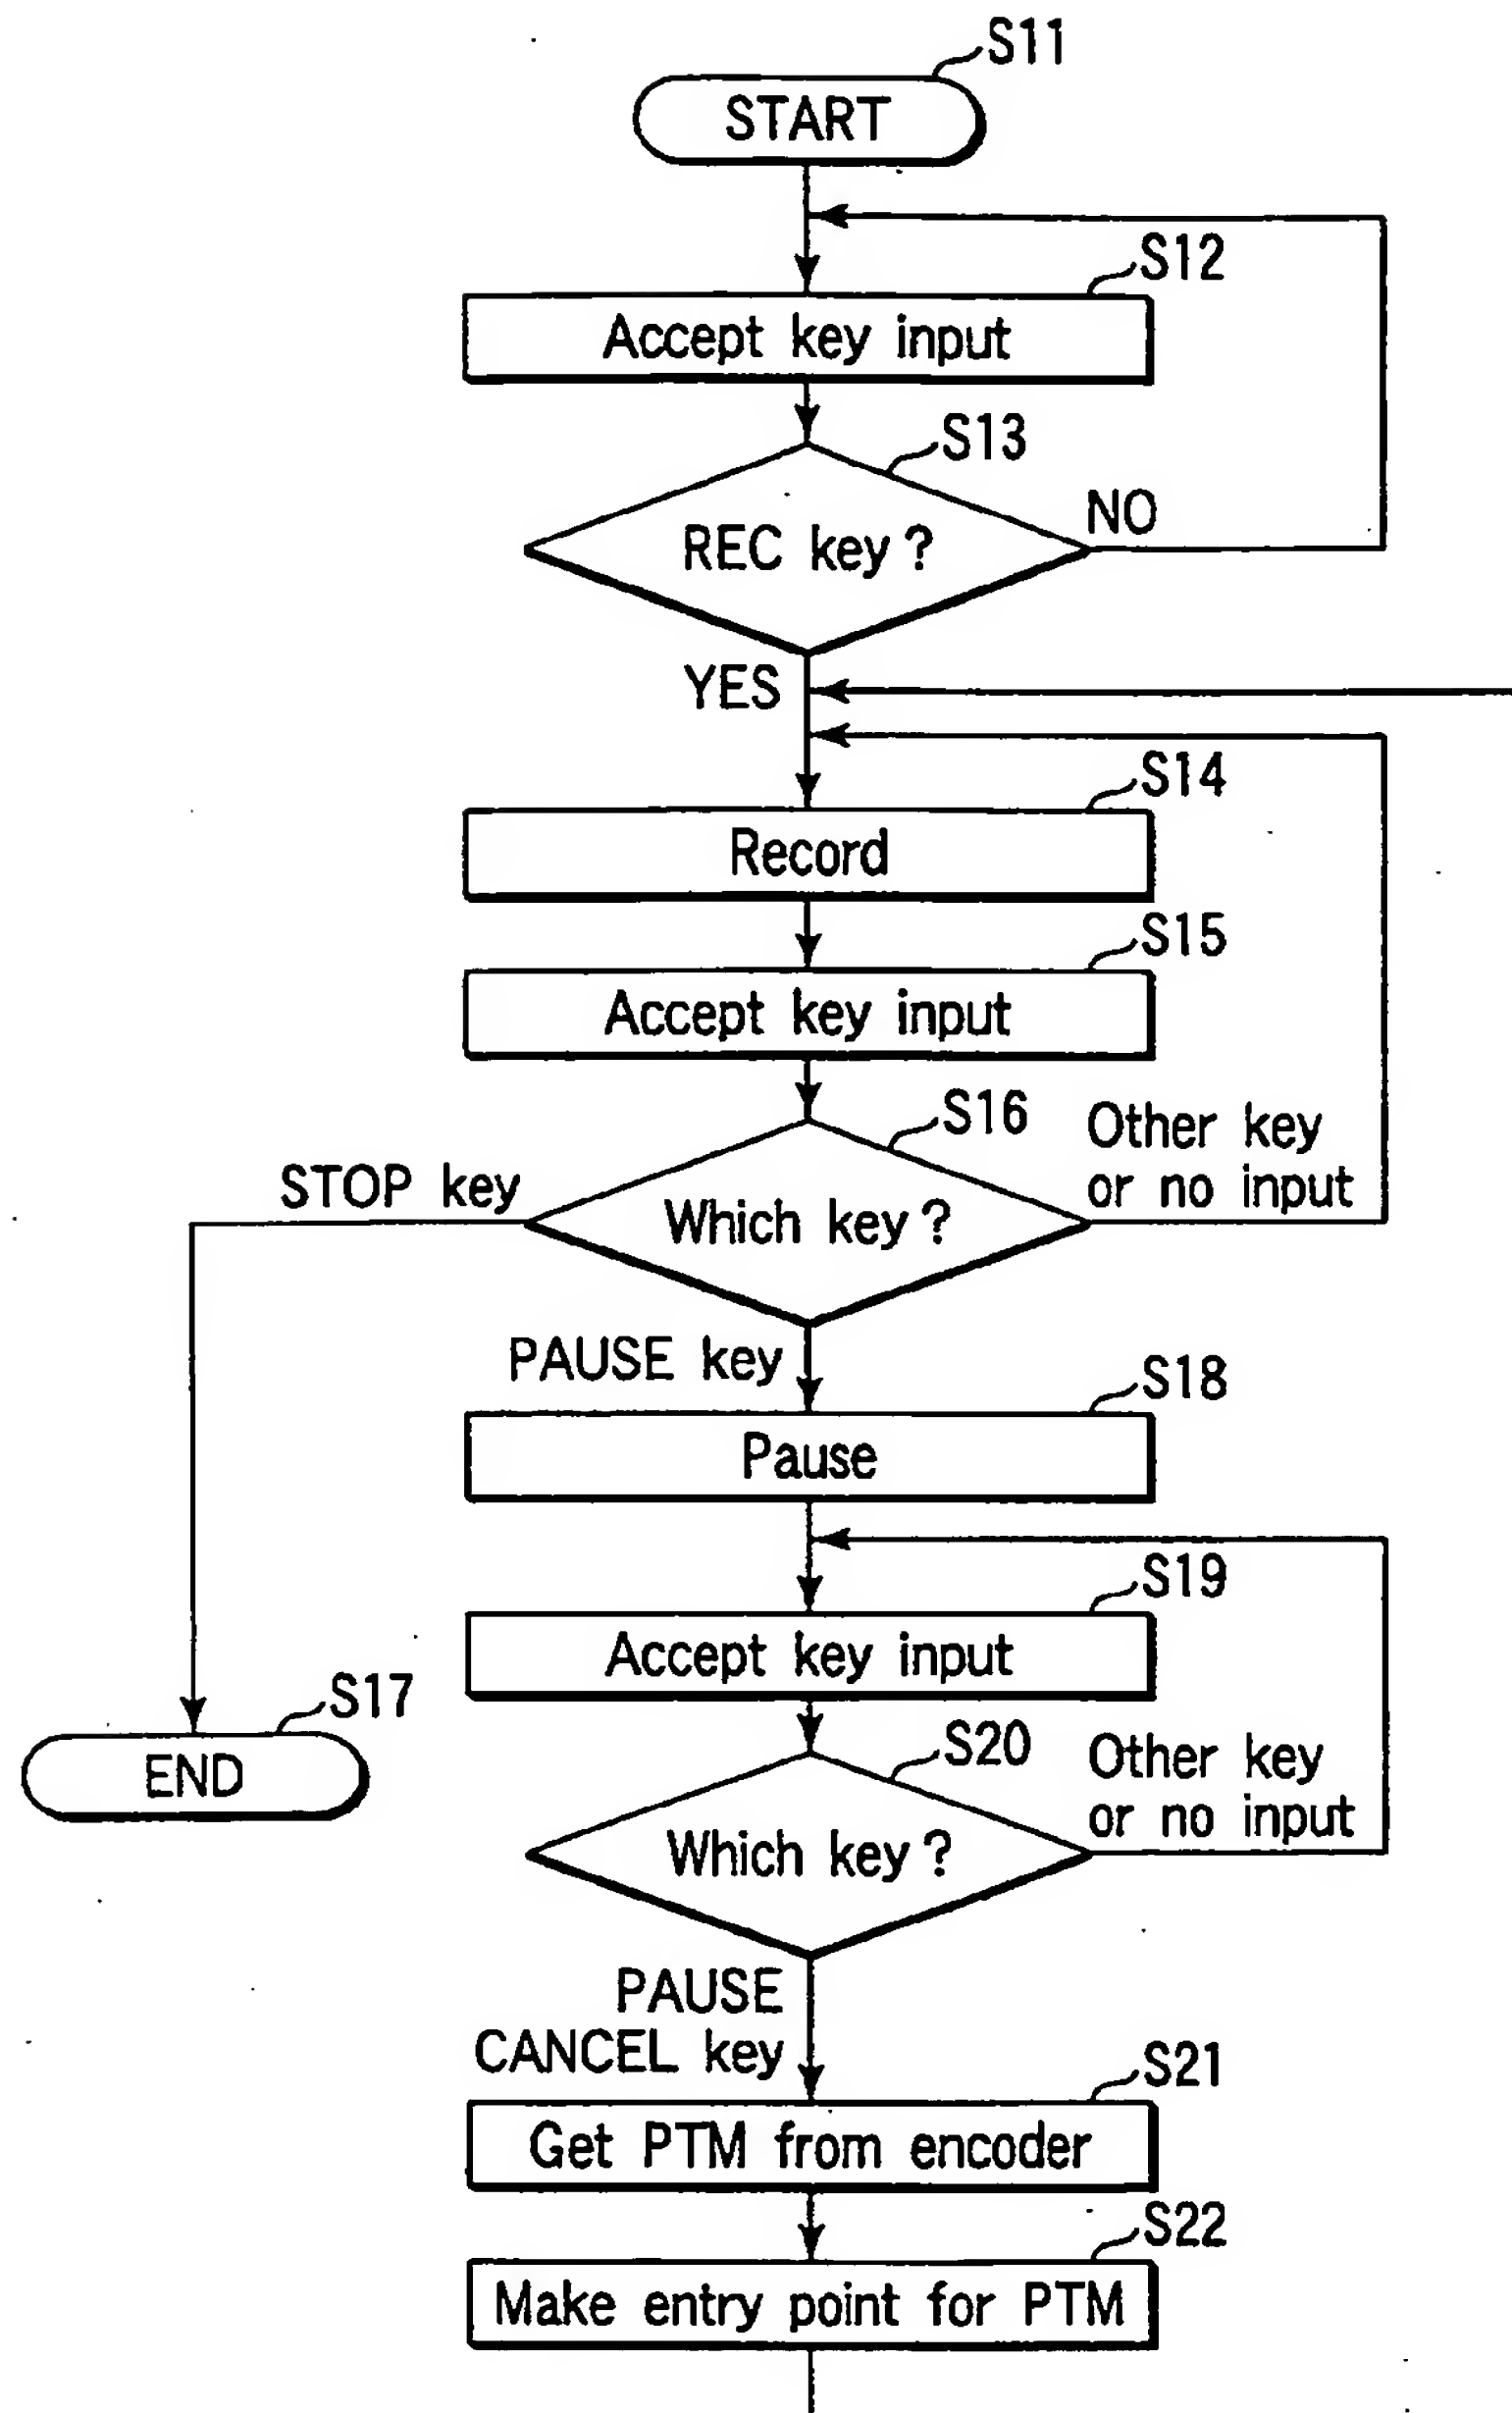 S11
START
S12
Accept key input
S13
REC key?
NO
YES
S14
Record
S15
Accept key input
S16
Other key
or no input
STOP key
Which key?
PAUSE key
S18
Pause
S19
Accept key input
S17
END
S20
Other key
or no input
Which key?
PAUSE
CANCEL key
S21
Get PTM from encoder
S22
Make entry point for PTM